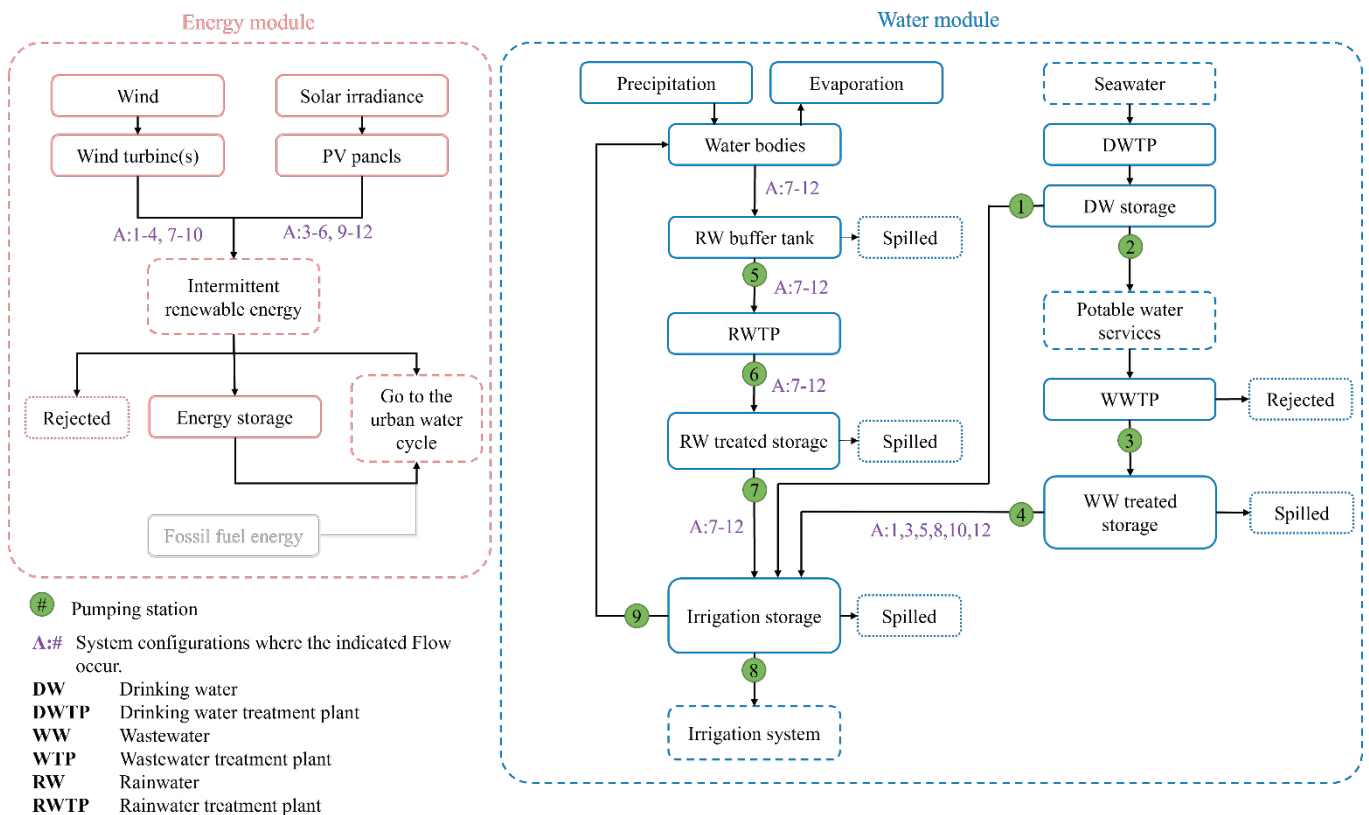 Energy module
Wind
Solar irradiance
Wind turbine(s)
PV panels
A:1-4, 7-10
A:3-6, 9-12
Intermittent
renewable energy
Rejected
Energy storage
Go to the
urban water
cycle
Fossil fuel energy
Water module
Precipitation
Evaporation
Seawater
Water bodies
DWTP
A:7-12
DW storage
1
RW buffer tank
Spilled
2
5
A:7-12
Potable water
services
RWTP
6
A:7-12
WWTP
Rejected
RW treated storage
Spilled
3
7
A:7-12
A:1,3,5,8,10,12
4
WW treated
storage
Spilled
9
Irrigation storage
Spilled
8
Irrigation system
# Pumping station
A:# System configurations where the indicated Flow
occur.
DW Drinking water
DWTP Drinking water treatment plant
WW Wastewater
WTP Wastewater treatment plant
RW Rainwater
RWTP Rainwater treatment plant